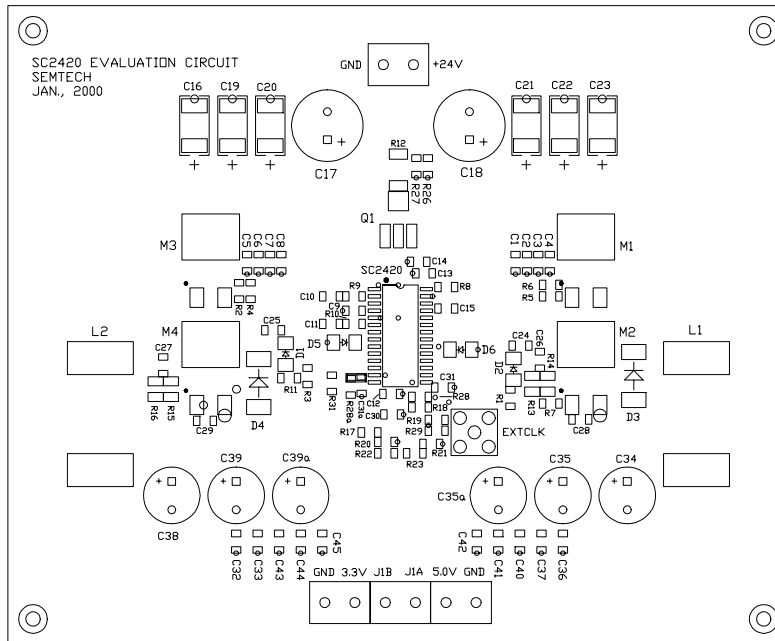 SC2420 EVALUATION CIRCUIT
SEMTECH
JAN., 2000
GND +24V
C16 C19 C20
C21 C22 C23
C17
C18
R12
R27 R26
Q1
M3
C5 C6 C7 C8
C1 C2 C3 C4
M1
C14
C13
SC2420
R2 R4
C10 R9
C9
R10
C11
R8
C15
R6
R5
L2
M4
C25
D5
D1
D6
C24
C26
M2
L1
C27
R16 R15
R11
R3
R31
R28a
C31a
C12
C30
C31
R28
R18
D2
R14
R1
R13
R7
C29
D4
R17
R20
R22
R19
R29
R21
R23
EXTCLK
C28
D3
C38
C39
C39a
C35a
C35
C34
C32 C33 C43 C44 C45
C42 C41 C40 C37 C36
GND 3.3V J1B J1A 5.0V GND